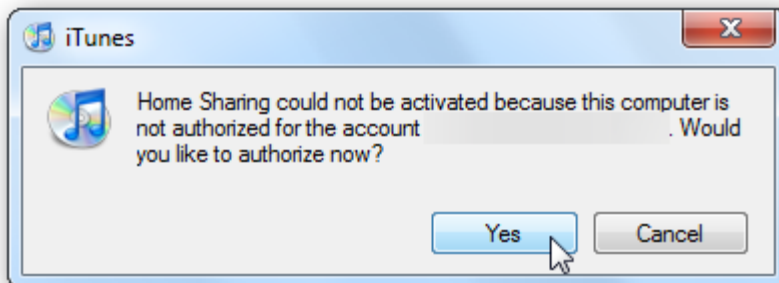 iTunes
Home Sharing could not be activated because this computer is
not authorized for the account . Would
you like to authorize now?
Yes
Cancel